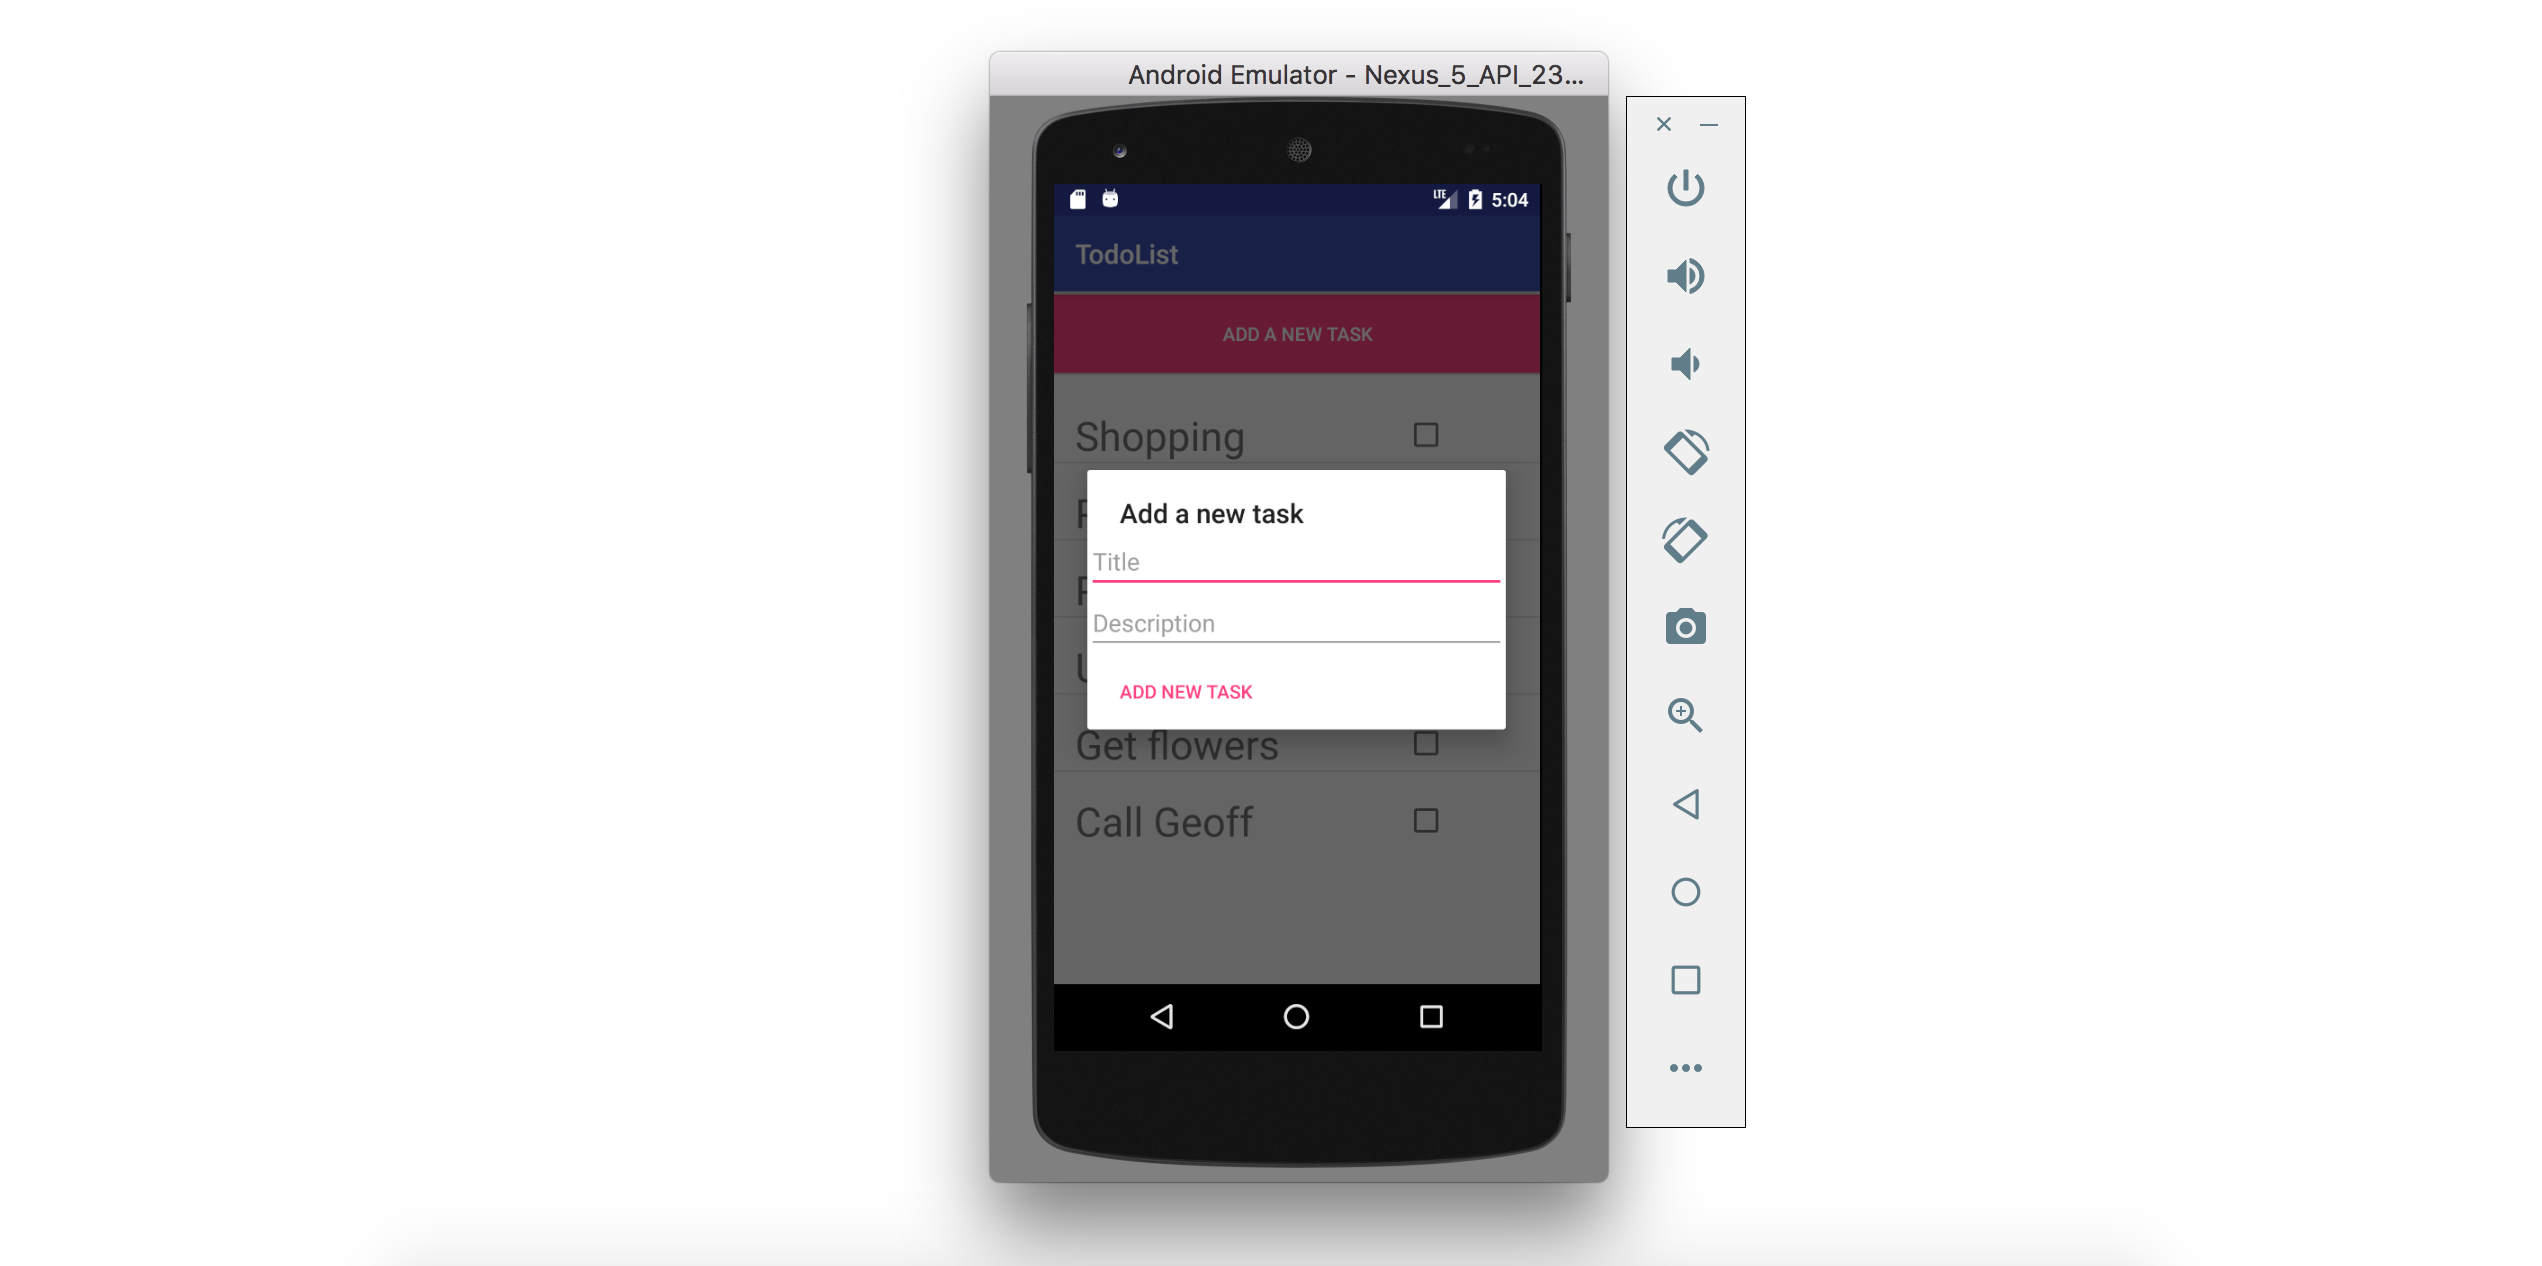 Android Emulator - Nexus_5_API_23...
LTE 5:04
TodoList
ADD A NEW TASK
Shopping
Add a new task
Title
Description
ADD NEW TASK
Get flowers
Call Geoff